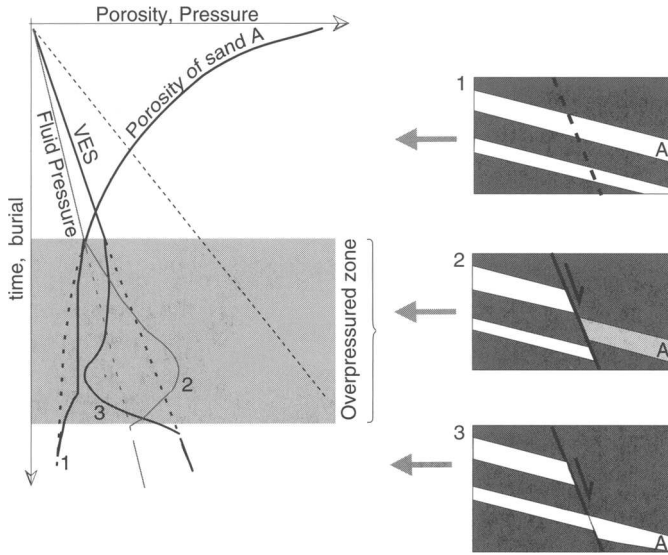 Porosity, Pressure
Porosity of sand A
VES
Fluid Pressure
time, burial
Overpressured zone
2
3
1
1
A
2
A
3
A